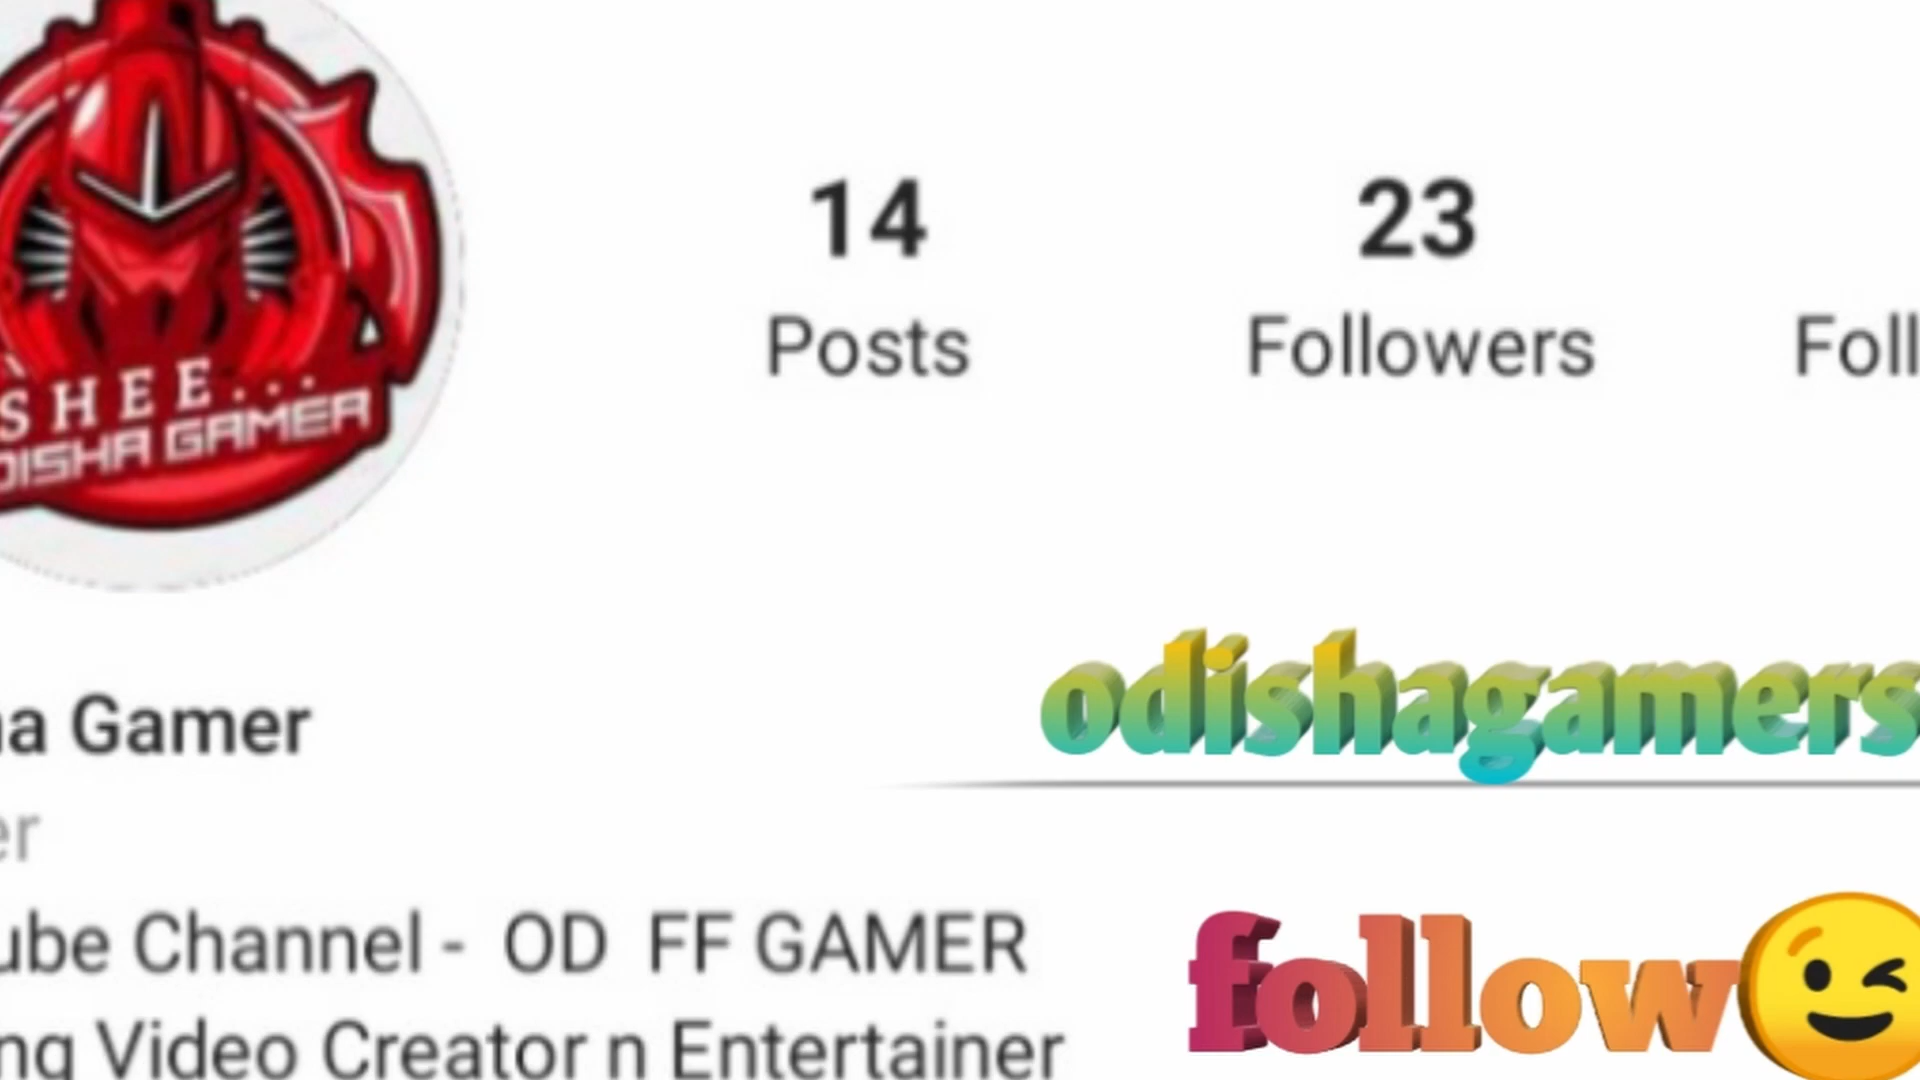 SHEE...
DISHA GAMER
14
Posts
23
Followers
Foll
a Gamer
er
ube Channel - OD FF GAMER
ng Video Creator n Entertainer
odishagamers
follow😉